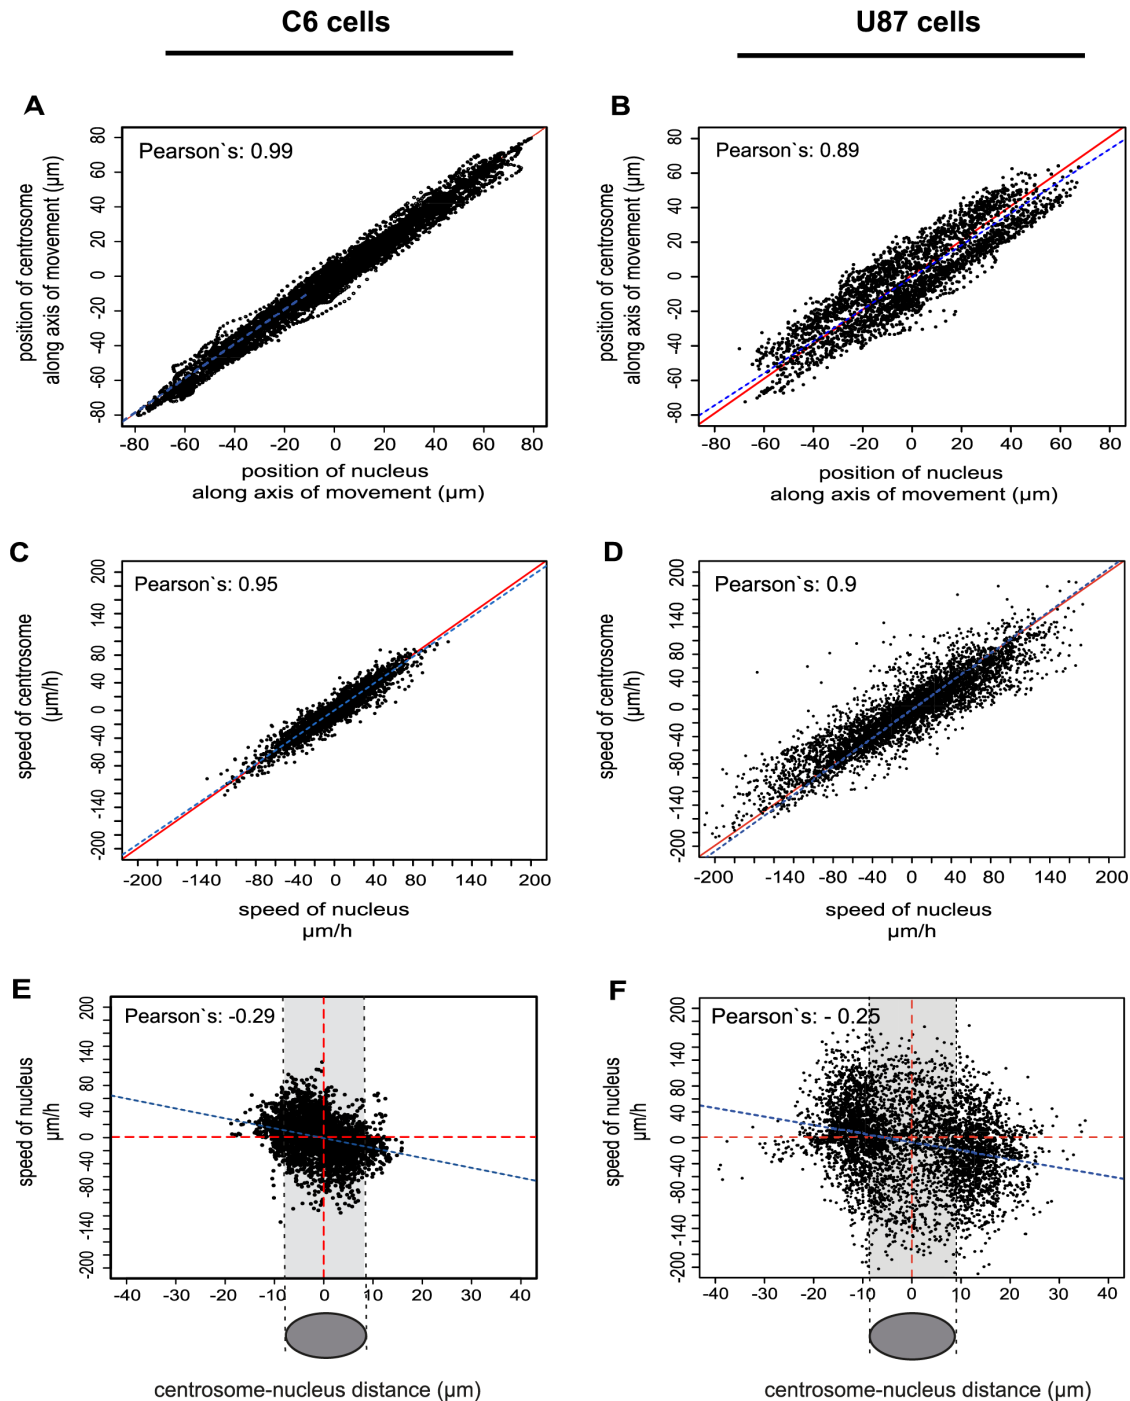 C6 cells
U87 cells
A
Pearson`s: 0.99
position of centrosome
along axis of movement (µm)
80
60
40
20
0
-20
-40
-60
-80
-80 -60 -40 -20 0 20 40 60 80
position of nucleus
along axis of movement (µm)
B
Pearson`s: 0.89
position of centrosome
along axis of movement (µm)
80
60
40
20
0
-20
-40
-60
-80
-80 -60 -40 -20 0 20 40 60 80
position of nucleus
along axis of movement (µm)
C
Pearson`s: 0.95
speed of centrosome
(µm/h)
200
140
80
40
0
-40
-80
-140
-200
-200 -140 -80 -40 0 40 80 140 200
speed of nucleus
µm/h
D
Pearson`s: 0.9
speed of centrosome
(µm/h)
200
140
80
40
0
-40
-80
-140
-200
-200 -140 -80 -40 0 40 80 140 200
speed of nucleus
µm/h
E
Pearson`s: -0.29
speed of nucleus
µm/h
200
140
80
40
0
-40
-80
-140
-200
-40 -30 -20 -10 0 10 20 30 40
centrosome-nucleus distance (µm)
F
Pearson`s: - 0.25
speed of nucleus
µm/h
200
140
80
40
0
-40
-80
-140
-200
-40 -30 -20 -10 0 10 20 30 40
centrosome-nucleus distance (µm)